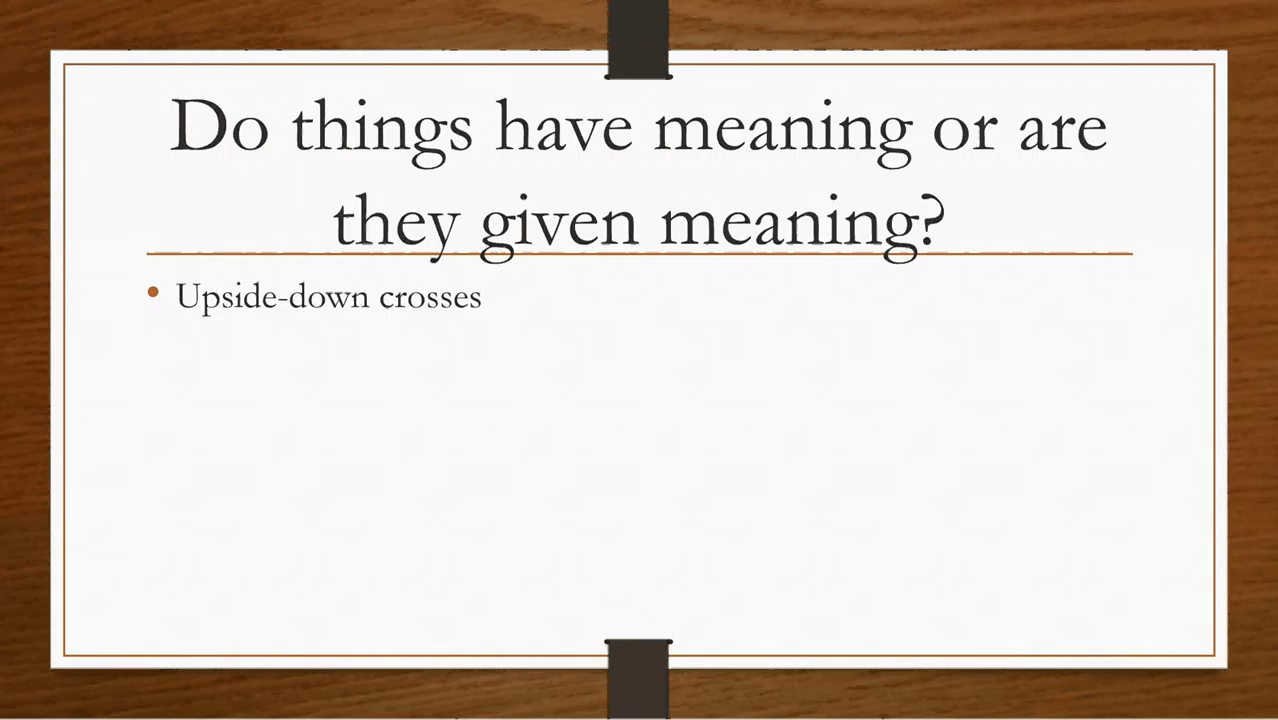 Do things have meaning or are
they given meaning?
• Upside-down crosses